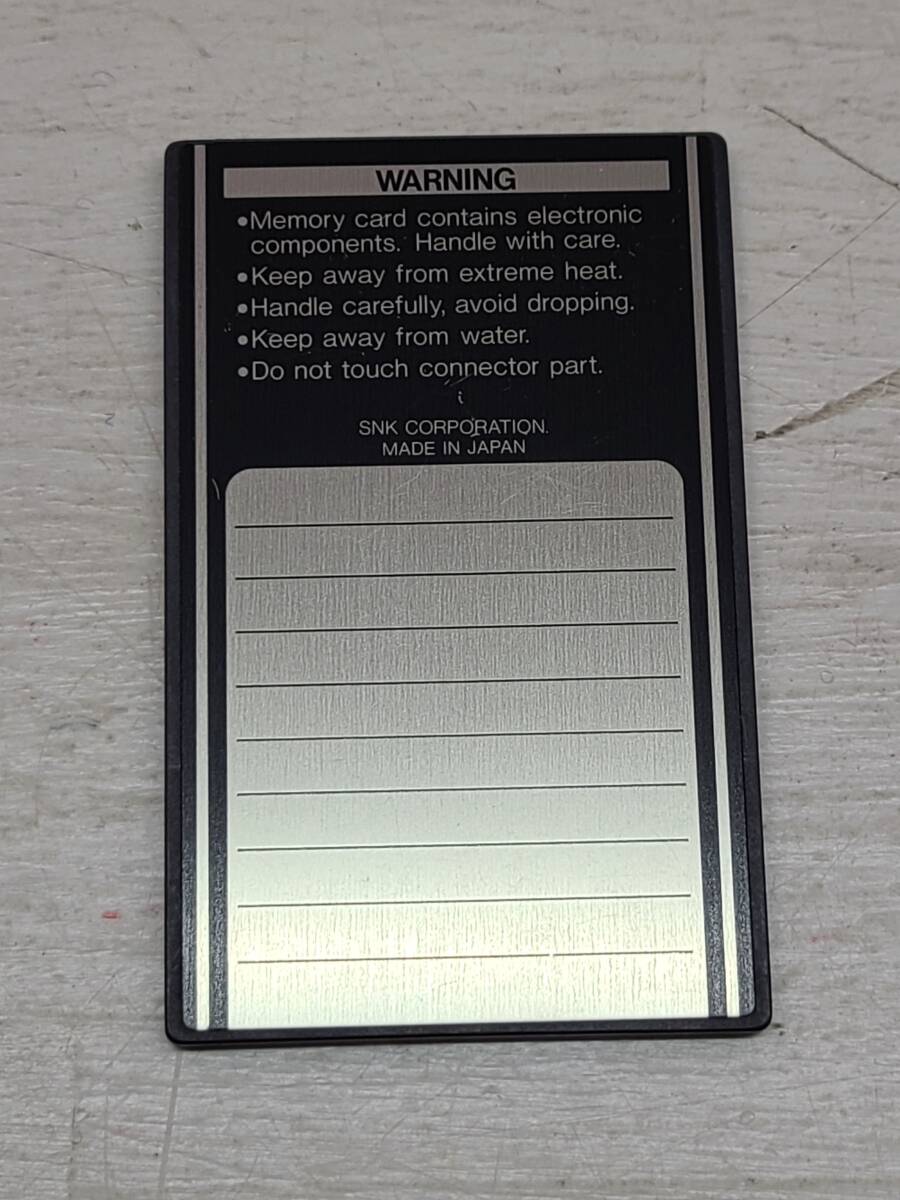 WARNING
•Memory card contains electronic
components. Handle with care.
•Keep away from extreme heat.
•Handle carefully, avoid dropping.
•Keep away from water.
•Do not touch connector part.
SNK CORPORATION.
MADE IN JAPAN